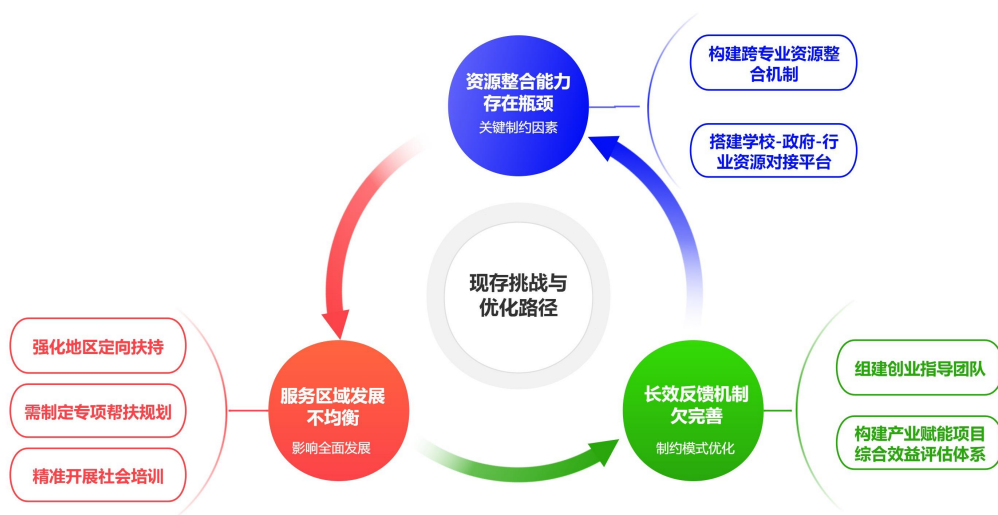 资源整合能力
存在瓶颈
关键制约因素
构建跨专业资源整
合机制
搭建学校-政府-行
业资源对接平台
现存挑战与
优化路径
强化地区定向扶持
需制定专项帮扶规划
精准开展社会培训
服务区域发展
不均衡
影响全面发展
长效反馈机制
欠完善
制约模式优化
组建创业指导团队
构建产业赋能项目
综合效益评估体系